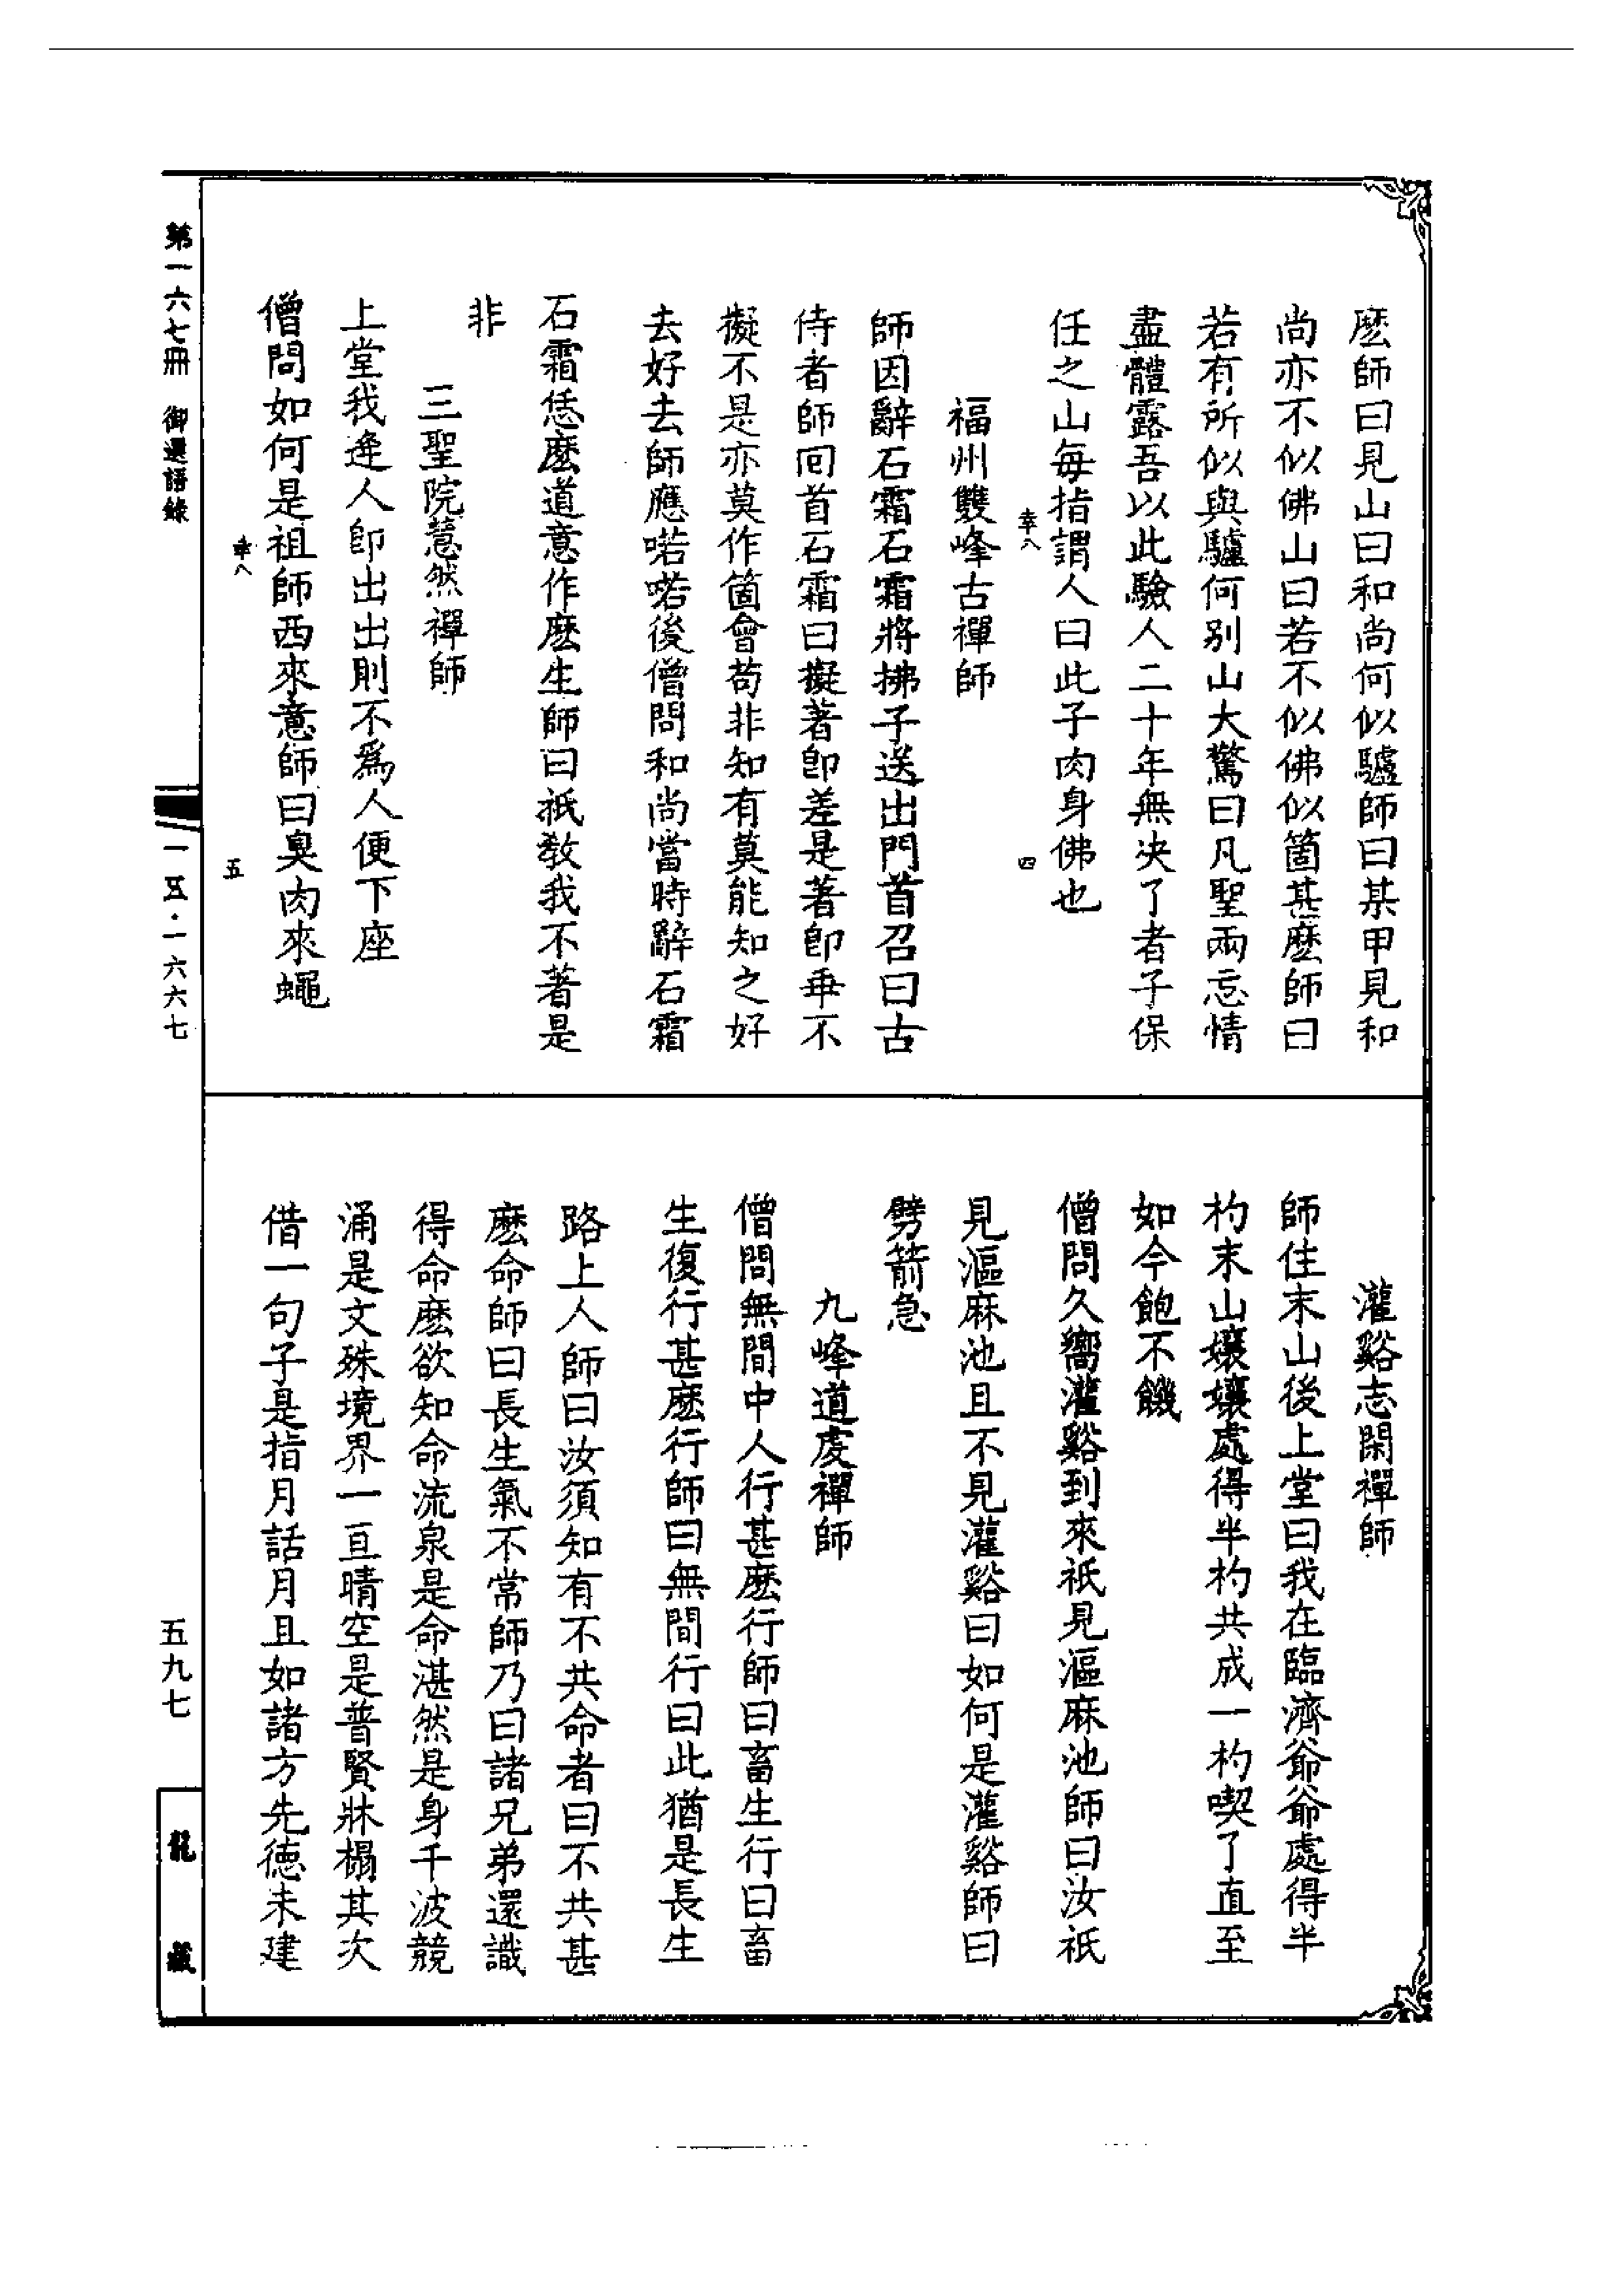 麽師曰見山曰和尚何似驢師曰某甲見和
尚亦不似佛山曰若不似佛似箇甚麽師曰
若有所似與驢何别山大驚曰凡聖兩忘情
盡體露吾以此驗人二十年無决了者子保
任之山每指謂人曰此子肉身佛也
幸八
四
福州雙峰古禪師
師因辭石霜石霜將拂子送出門首召曰古
侍者師回首石霜曰擬著卽差是著卽乖不
擬不是亦莫作箇會苟非知有莫能知之好
去好去師應喏喏後僧問和尚當時辭石霜
石霜恁麽道意作麽生師曰祇教我不著是
非
三聖院慧然禪師
上堂我逢人卽出出則不爲人便下座
僧問如何是祖師西來意師曰臭肉來蠅
幸八
五
灌谿志閑禪師
師住末山後上堂曰我在臨濟爺爺處得半
杓末山孃孃處得半杓共成一杓喫了直至
如今飽不饑
僧問久嚮灌谿到來祇見漚麻池師曰汝祇
見漚麻池且不見灌谿曰如何是灌谿師曰
劈箭急
九峰道虔禪師
僧問無間中人行甚麽行師曰畜生行曰畜
生復行甚麽行師曰無間行曰此猶是長生
路上人師曰汝須知有不共命者曰不共甚
麽命師曰長生氣不常師乃曰諸兄弟還識
得命麽欲知命流泉是命湛然是身千波競
涌是文殊境界一亘晴空是普賢牀榻其次
借一句子是指月話月且如諸方先德未建
第一六七冊 御選語錄
一五·一六六七
五九七
龍藏